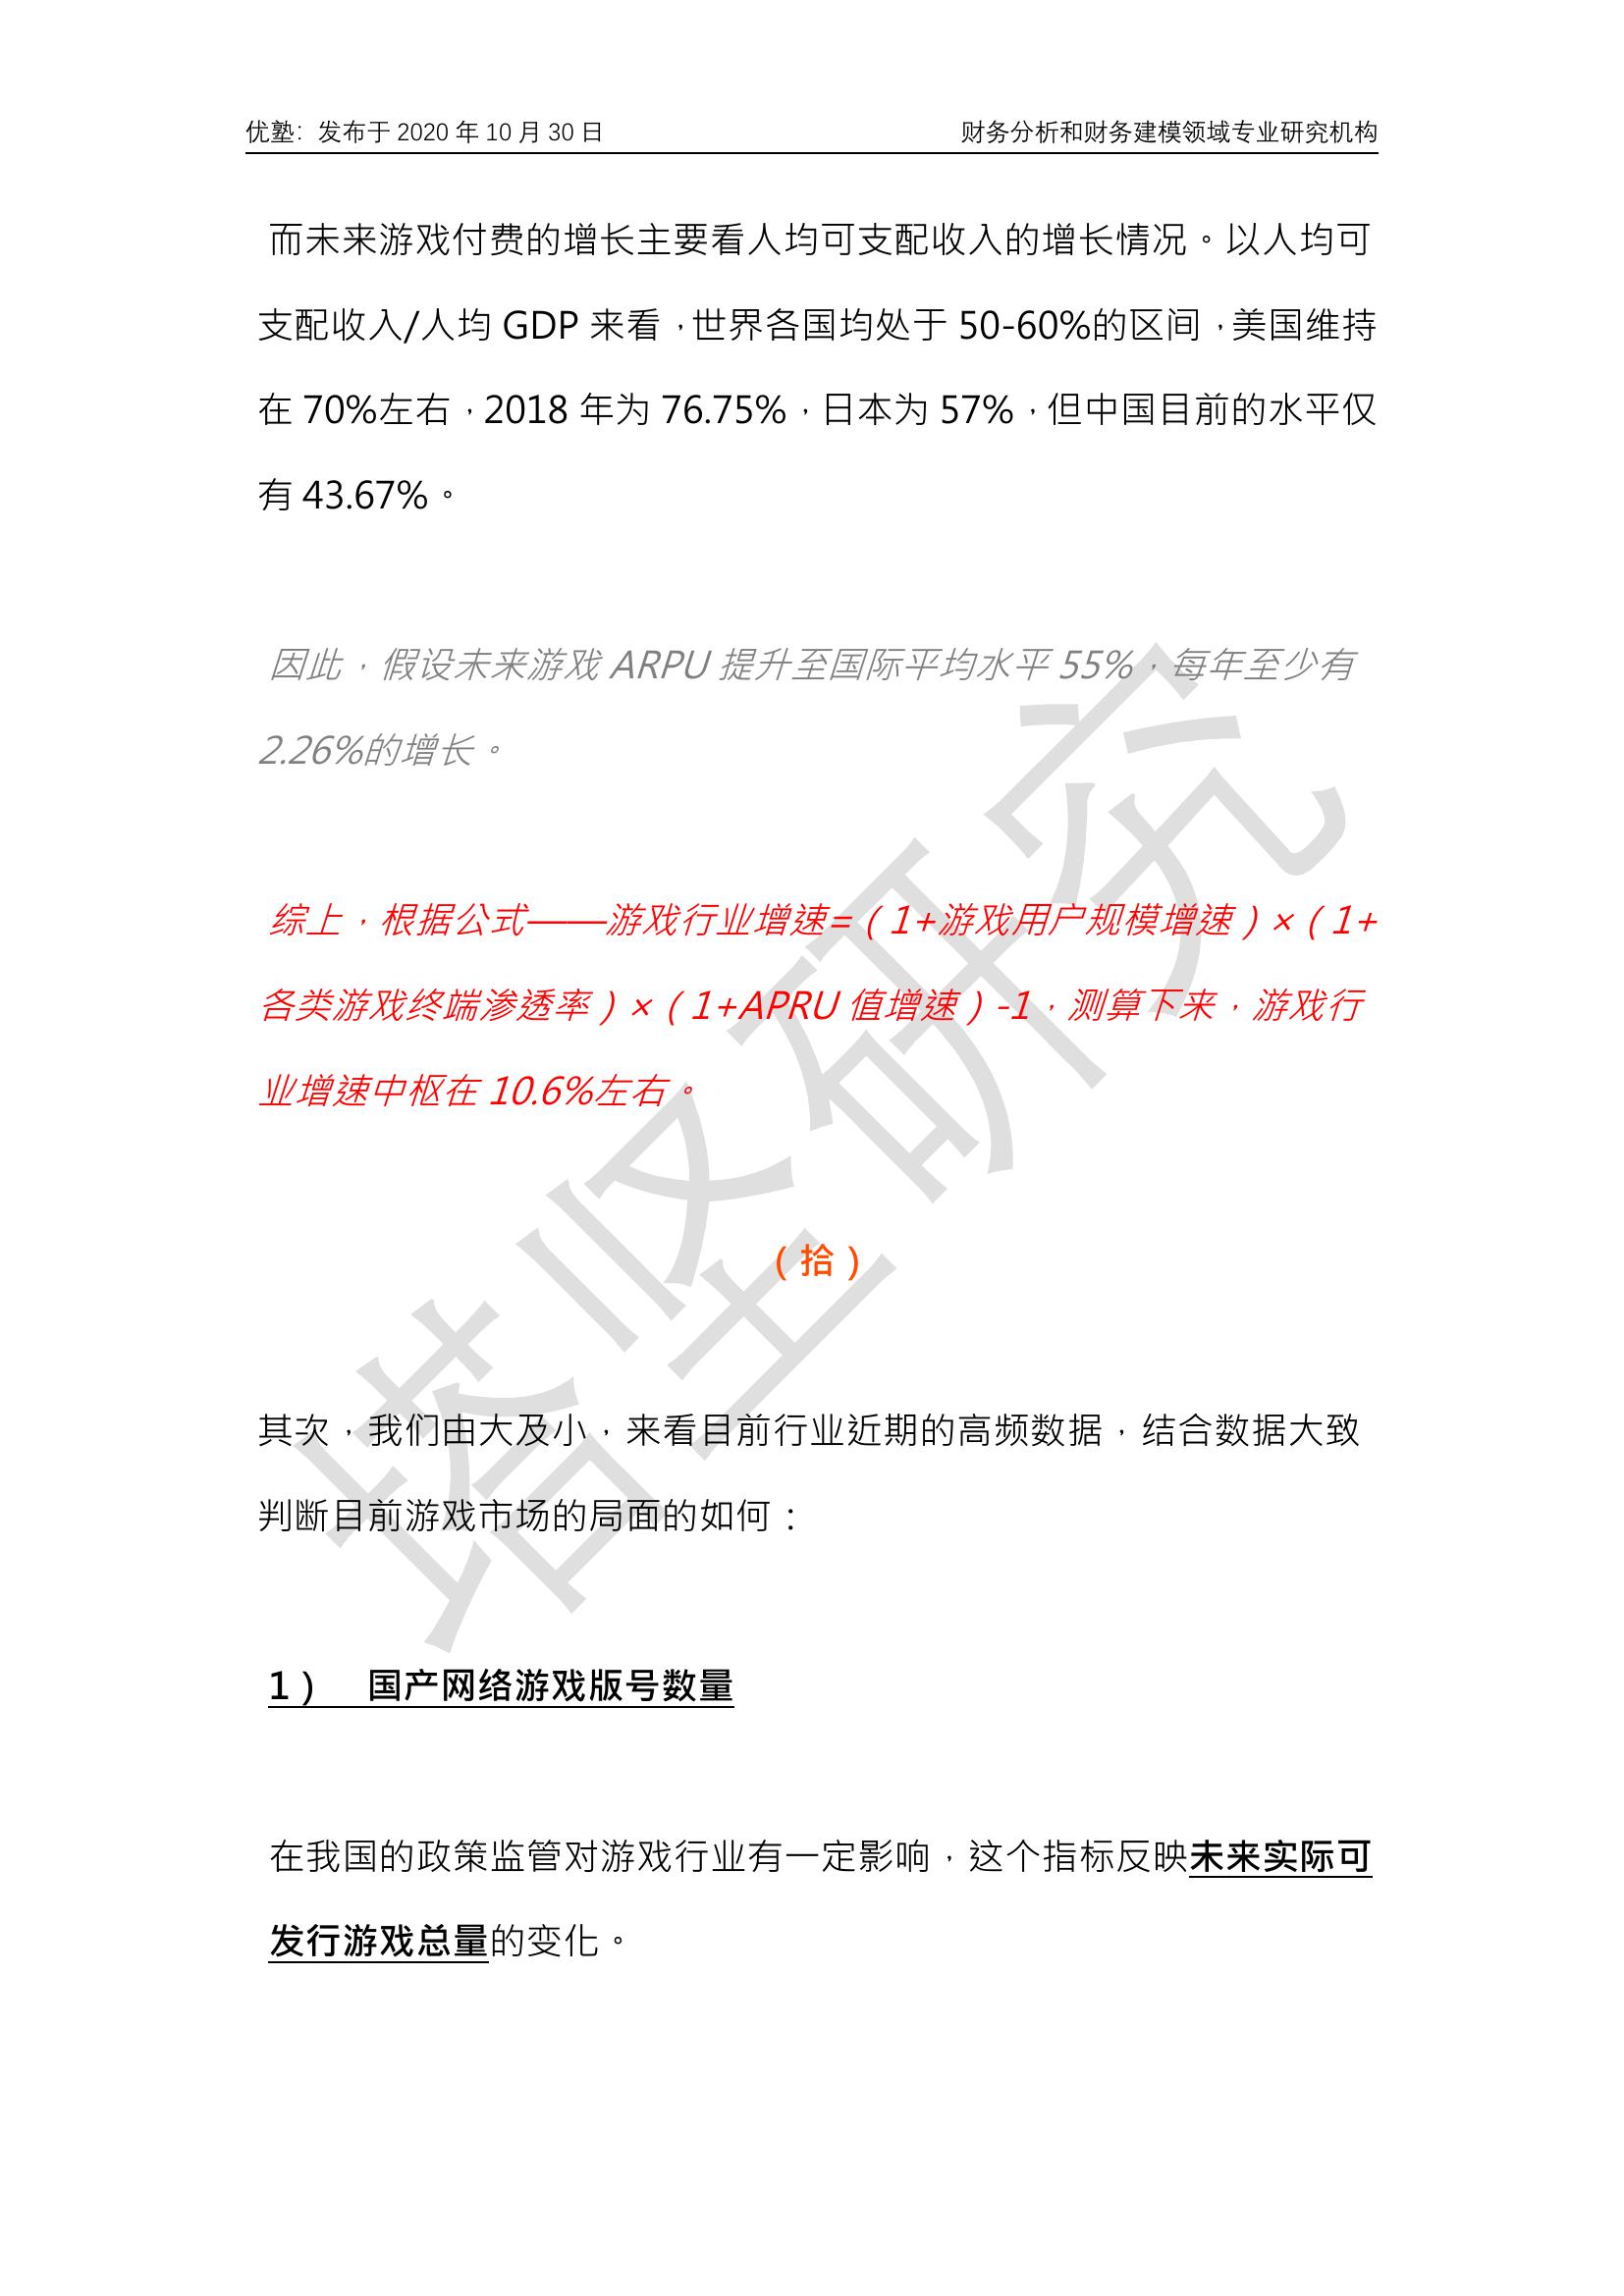 优塾：发布于 2020 年 10 月 30 日
财务分析和财务建模领域专业研究机构
而未来游戏付费的增长主要看人均可支配收入的增长情况。以人均可
支配收入/人均 GDP 来看，世界各国均处于 50-60%的区间，美国维持
在 70%左右，2018 年为 76.75%，日本为 57%，但中国目前的水平仅
有 43.67%。
因此，假设未来游戏 ARPU 提升至国际平均水平 55%，每年至少有
2.26%的增长。
综上，根据公式——游戏行业增速=（1+游戏用户规模增速）×（1+
各类游戏终端渗透率）×（1+APRU 值增速）-1，测算下来，游戏行
业增速中枢在 10.6%左右。
（拾）
其次，我们由大及小，来看目前行业近期的高频数据，结合数据大致
判断目前游戏市场的局面的如何：
1） 国产网络游戏版号数量
在我国的政策监管对游戏行业有一定影响，这个指标反映未来实际可
发行游戏总量的变化。
塔坚研究